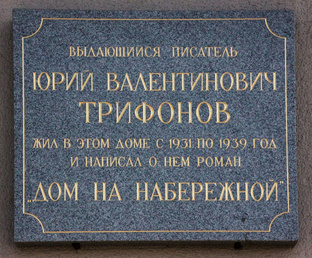 ВЫДАЮЩИЙСЯ ПИСАТЕЛЬ
ЮРИЙ ВАЛЕНТИНОВИЧ
ТРИФОНОВ
ЖИЛ В ЭТОМ ДОМЕ С 1931 ПО 1939 ГОД
И НАПИСАЛ О НЕМ РОМАН
„ДОМ НА НАБЕРЕЖНОЙ"